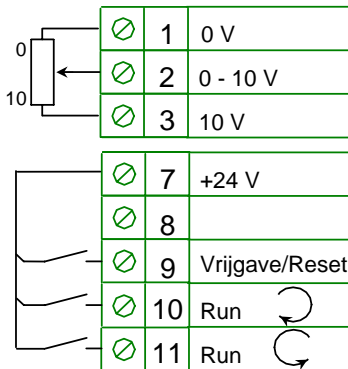 0
10
1 0 V
2 0 - 10 V
3 10 V
7 +24 V
8
9 Vrijgave/Reset
10 Run
11 Run